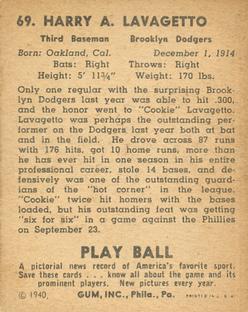 69. HARRY A. LAVAGETTO
Third Baseman Brooklyn Dodgers
Born: Oakland, Cal. December 1, 1914
Bats: Right Throws: Right
Height: 5' 11¾" Weight: 170 lbs.
Only one regular with the surprising Brook-
lyn Dodgers last year was able to hit .300,
and the honor went to "Cookie" Lavagetto.
Lavagetto was perhaps the outstanding per-
former on the Dodgers last year both at bat
and in the field. He drove across 87 runs
with 176 hits, got 10 home runs, more than
he has ever hit in one season in his entire
professional career, stole 14 bases, and de-
fensively was one of the outstanding guard-
ians of the "hot corner" in the league.
"Cookie" twice hit homers with the bases
loaded, but his outstanding feat was getting
"six for six" in a game against the Phillies
on September 23.
PLAY BALL
A pictorial news record of America's favorite sport.
Save these cards . . . know all about the game and its
prominent players. New pictures every year.
© 1940, GUM, INC., Phila., Pa. PRINTED IN